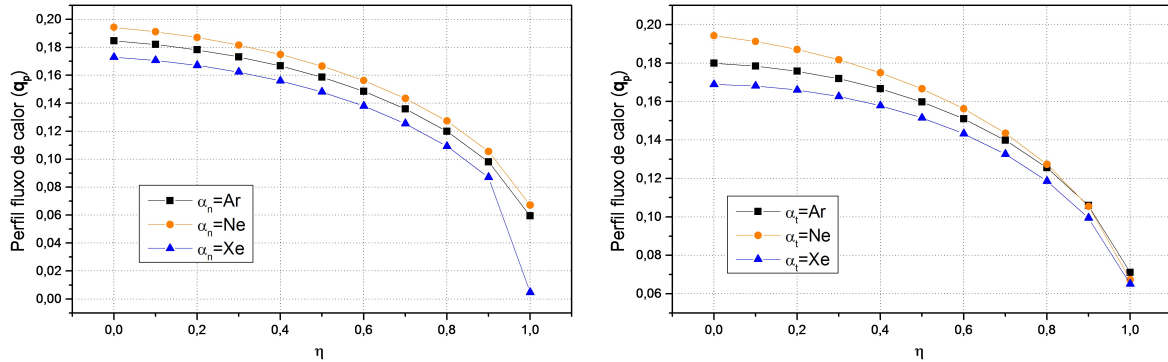 Perfil fluxo de calor (qp)
0,20
0,18
0,16
0,14
0,12
0,10
0,08
0,06
0,04
0,02
0,00
αn=Ar
αn=Ne
αn=Xe
0,0 0,2 0,4 0,6 0,8 1,0
η
Perfil fluxo de calor (qp)
0,20
0,18
0,16
0,14
0,12
0,10
0,08
0,06
αt=Ar
αt=Ne
αt=Xe
0,0 0,2 0,4 0,6 0,8 1,0
η